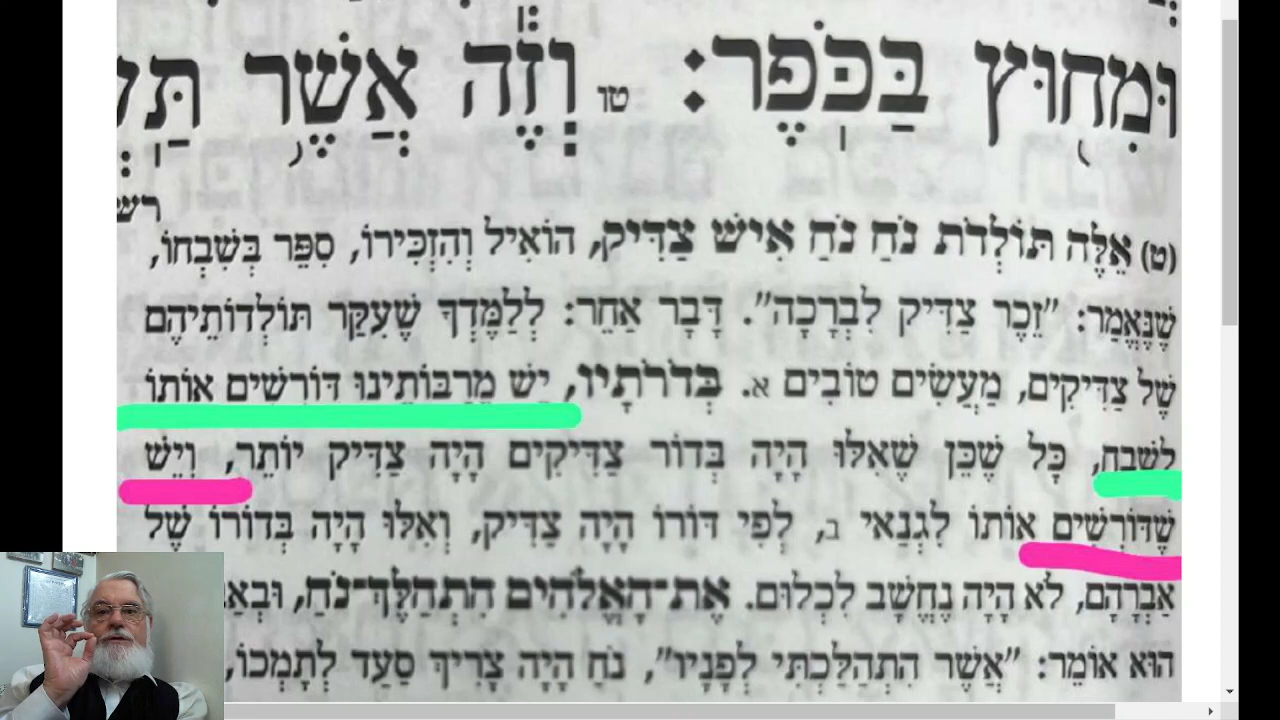 וּמִחוּץ בַּכֹּפֶר׃ טו וְזֶה אֲשֶׁר
רש
(ט) אֵלֶּה תּוֹלְדֹת נֹחַ נֹחַ אִישׁ צַדִּיק, הוֹאִיל וְהִזְכִּירוֹ, סִפֵּר בְּשִׁבְחוֹ,
שֶׁנֶּאֱמַר: "זֵכֶר צַדִּיק לִבְרָכָה". דָּבָר אַחֵר: לְלַמֶּדְךָ שֶׁעִקַּר תּוֹלְדוֹתֵיהֶם
שֶׁל צַדִּיקִים, מַעֲשִׂים טוֹבִים א. בְּדֹרֹתָיו, יֵשׁ מֵרַבּוֹתֵינוּ דּוֹרְשִׁים אוֹתוֹ
לְשֶׁבַח, כָּל שֶׁכֵּן שֶׁאִלּוּ הָיָה בְּדוֹר צַדִּיקִים הָיָה צַדִּיק יוֹתֵר, וְיֵשׁ
שֶׁדּוֹרְשִׁים אוֹתוֹ לִגְנַאי ב, לְפִי דוֹרוֹ הָיָה צַדִּיק, וְאִלּוּ הָיָה בְּדוֹרוֹ שֶׁל
אַבְרָהָם, לֹא הָיָה נֶחְשָׁב לִכְלוּם. אֶת־הָאֱלֹהִים הִתְהַלֶּךְ־נֹחַ,
הוּא אוֹמֵר: "אֲשֶׁר הִתְהַלַּכְתִּי לְפָנָיו", נֹחַ הָיָה צָרִיךְ סַעַד לְתָמְכוֹ,